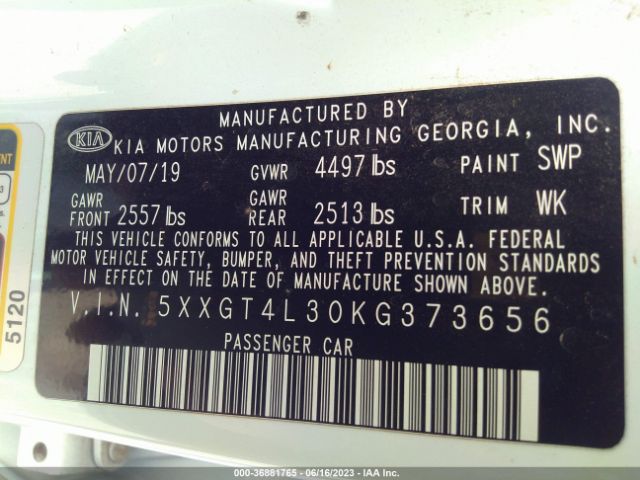 MANUFACTURED BY
KIA KIA MOTORS MANUFACTURING GEORGIA, INC.
MAY/07/19 GVWR 4497 lbs PAINT SWP
GAWR FRONT 2557 lbs GAWR REAR 2513 lbs TRIM WK
THIS VEHICLE CONFORMS TO ALL APPLICABLE U.S.A. FEDERAL
MOTOR VEHICLE SAFETY, BUMPER, AND THEFT PREVENTION STANDARDS
IN EFFECT ON THE DATE OF MANUFACTURE SHOWN ABOVE.
V.I.N. 5XXGT4L30KG373656
PASSENGER CAR
5120
000-36881765 - 06/16/2023 - IAA Inc.